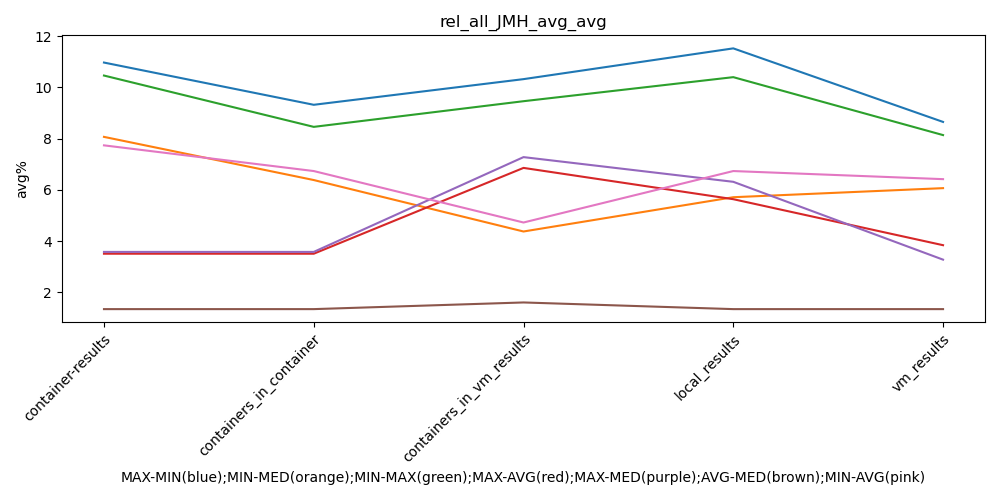 rel_all_JMH_avg_avg
12
10
8
6
4
2
avg%
container-results
containers_in_container
containers_in_vm_results
local_results
vm_results
MAX-MIN(blue);MIN-MED(orange);MIN-MAX(green);MAX-AVG(red);MAX-MED(purple);AVG-MED(brown);MIN-AVG(pink)